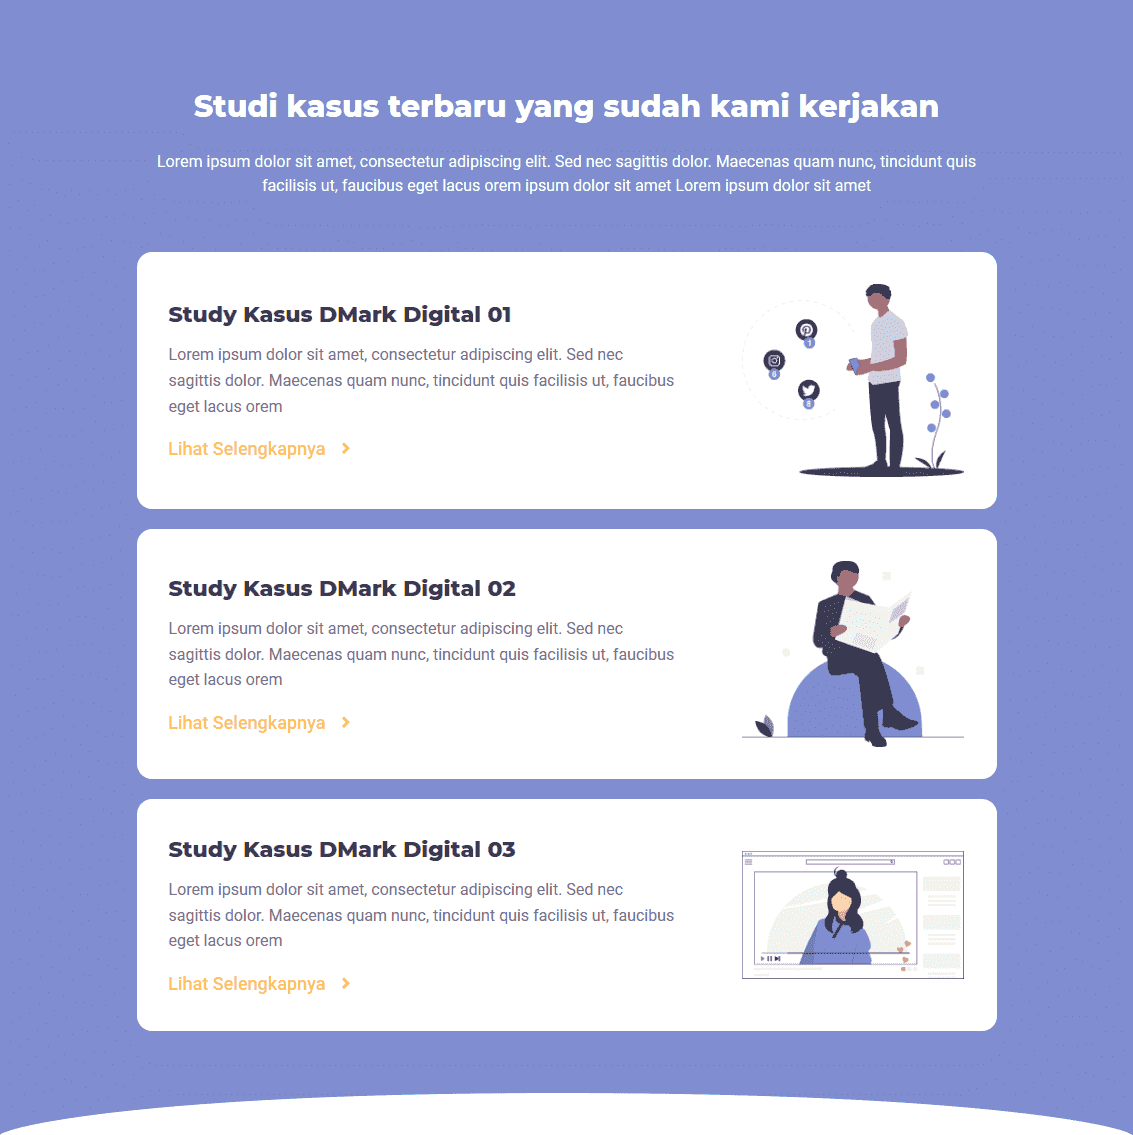 Studi kasus terbaru yang sudah kami kerjakan
Lorem ipsum dolor sit amet, consectetur adipiscing elit. Sed nec sagittis dolor. Maecenas quam nunc, tincidunt quis
facilisis ut, faucibus eget lacus orem ipsum dolor sit amet Lorem ipsum dolor sit amet
Study Kasus DMark Digital 01
Lorem ipsum dolor sit amet, consectetur adipiscing elit. Sed nec
sagittis dolor. Maecenas quam nunc, tincidunt quis facilisis ut, faucibus
eget lacus orem
Lihat Selengkapnya
Study Kasus DMark Digital 02
Lorem ipsum dolor sit amet, consectetur adipiscing elit. Sed nec
sagittis dolor. Maecenas quam nunc, tincidunt quis facilisis ut, faucibus
eget lacus orem
Lihat Selengkapnya
Study Kasus DMark Digital 03
Lorem ipsum dolor sit amet, consectetur adipiscing elit. Sed nec
sagittis dolor. Maecenas quam nunc, tincidunt quis facilisis ut, faucibus
eget lacus orem
Lihat Selengkapnya